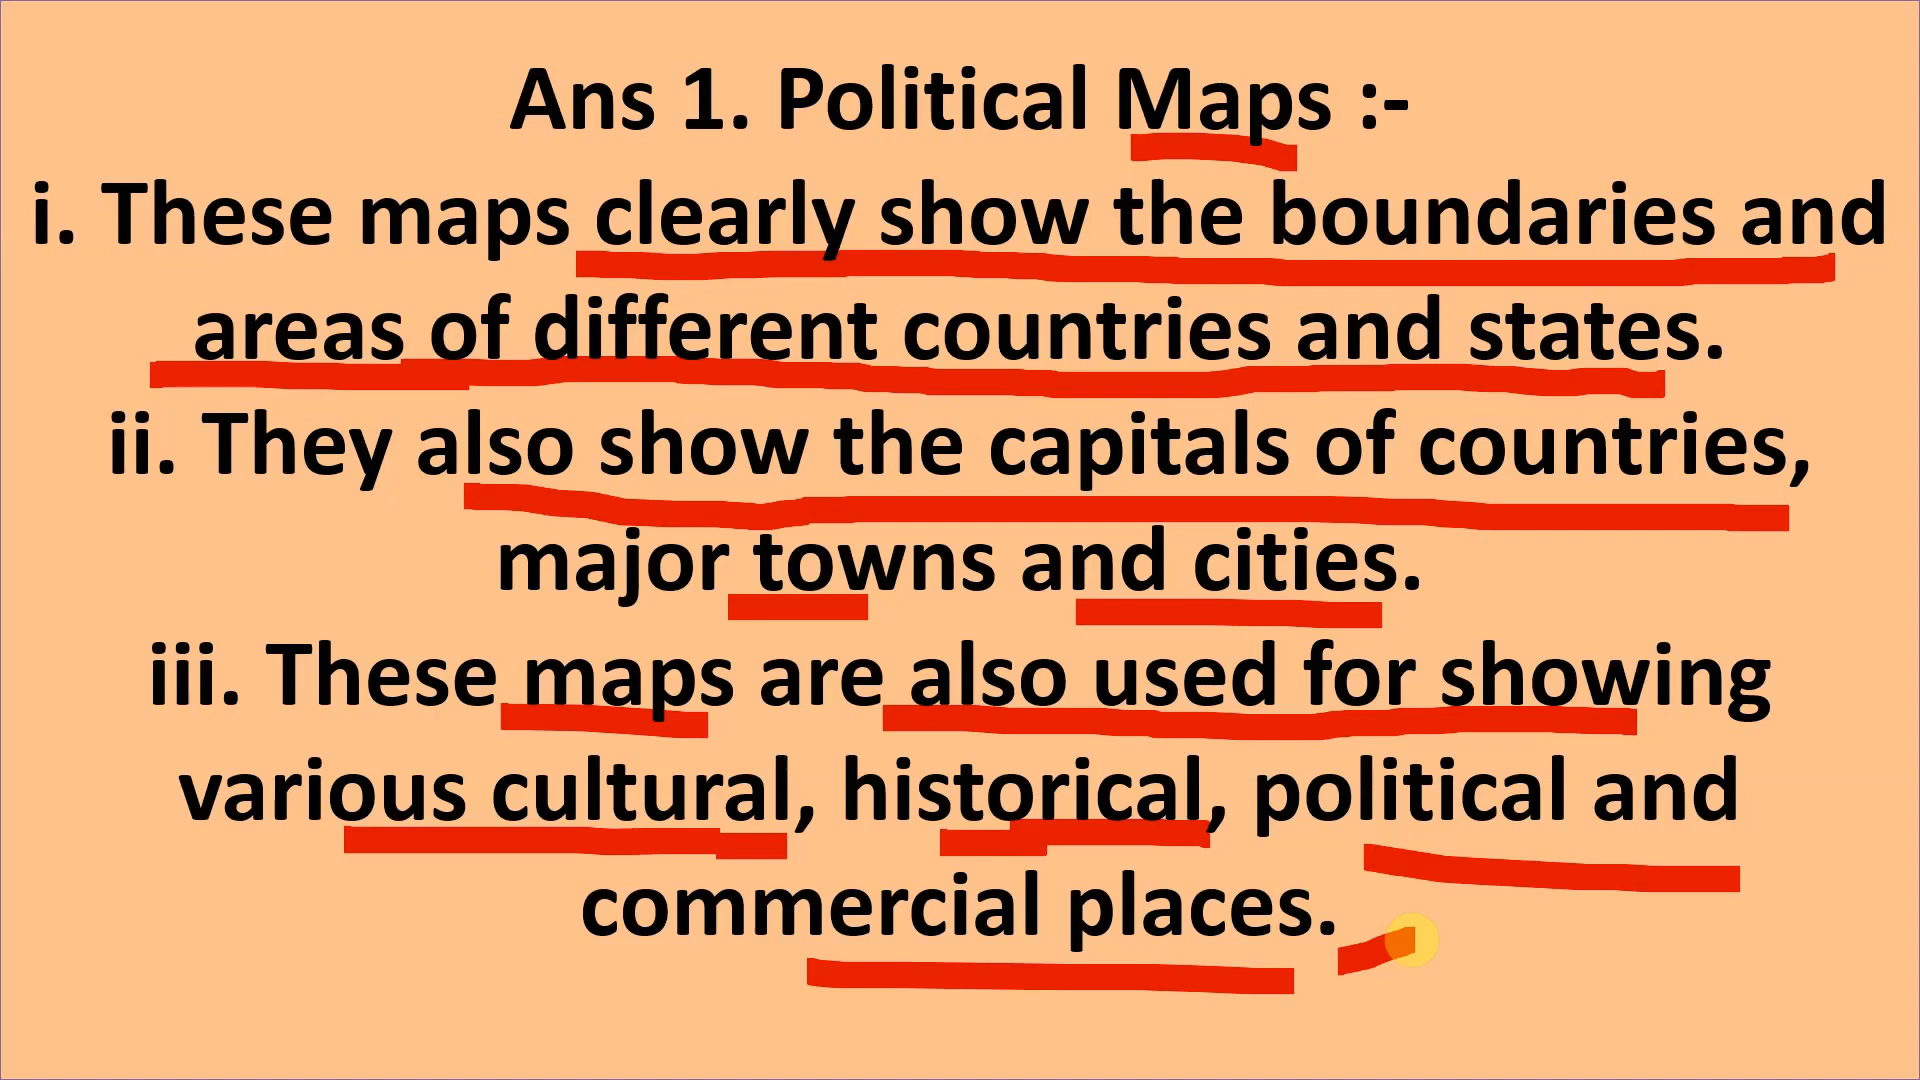 Ans 1. Political Maps :-
i. These maps clearly show the boundaries and
areas of different countries and states.
ii. They also show the capitals of countries,
major towns and cities.
iii. These maps are also used for showing
various cultural, historical, political and
commercial places.